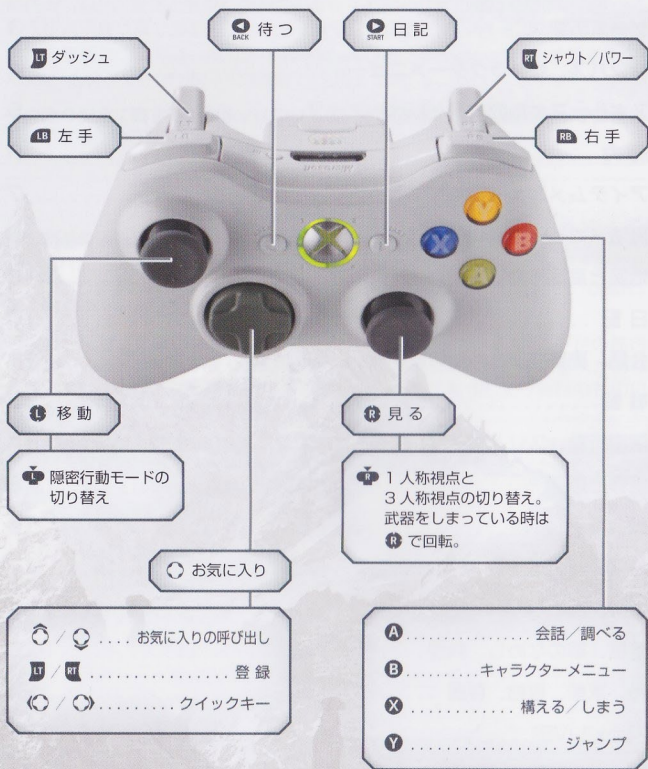 BACK 待つ
START 日記
LT ダッシュ
RT シャウト／パワー
LB 左手
RB 右手
Microsoft
X
Y
B
A
L 移動
R 見る
L 隠密行動モードの
切り替え
R 1人称視点と
3人称視点の切り替え。
武器をしまっている時は
R で回転。
お気に入り
／ .... お気に入りの呼び出し
LT／RT ................ 登録
／ ......... クイックキー
A ................ 会話／調べる
B .......... キャラクターメニュー
X ............. 構える／しまう
Y .................. ジャンプ